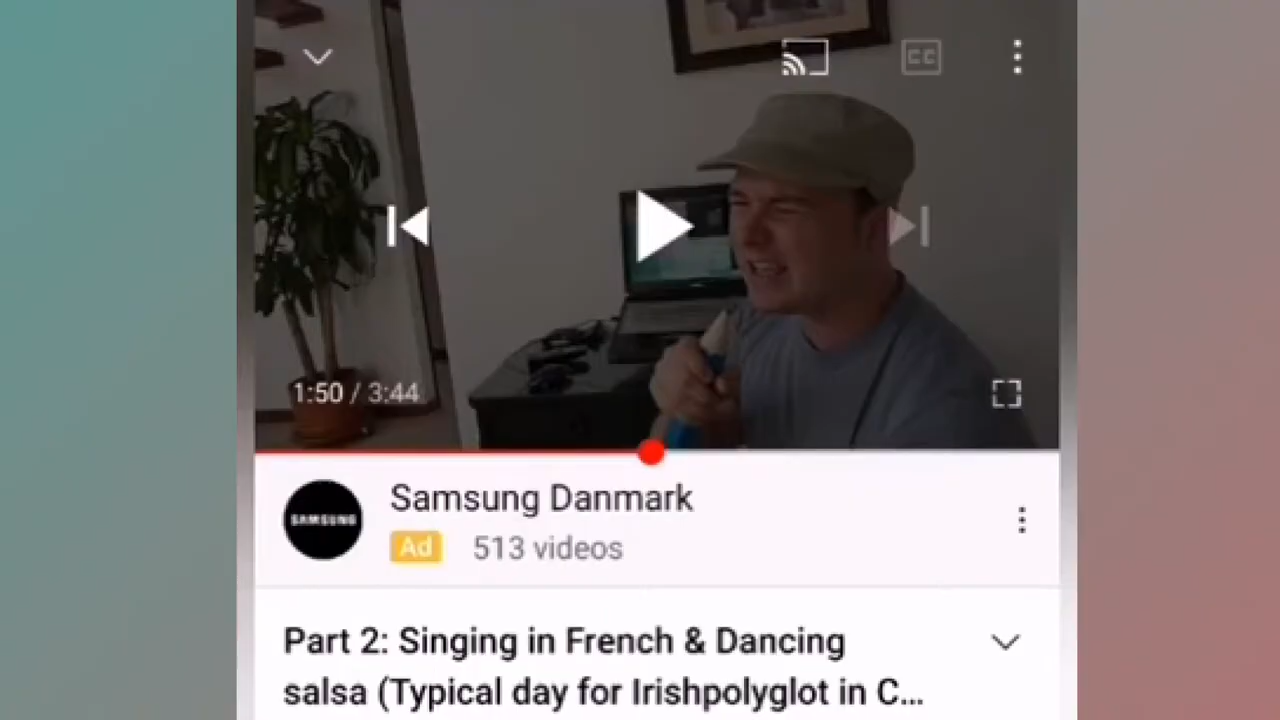 CC
1:50 / 3:44
SAMSUNG
Samsung Danmark
Ad 513 videos
Part 2: Singing in French & Dancing
salsa (Typical day for Irishpolyglot in C...